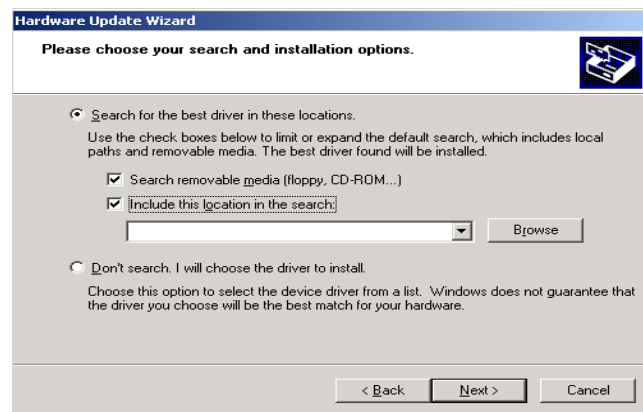 Hardware Update Wizard
Please choose your search and installation options.
Search for the best driver in these locations.
Use the check boxes below to limit or expand the default search, which includes local
paths and removable media. The best driver found will be installed.
Search removable media (floppy, CD-ROM...)
Include this location in the search:
Browse
Don't search. I will choose the driver to install.
Choose this option to select the device driver from a list.  Windows does not guarantee that
the driver you choose will be the best match for your hardware.
< Back Next > Cancel